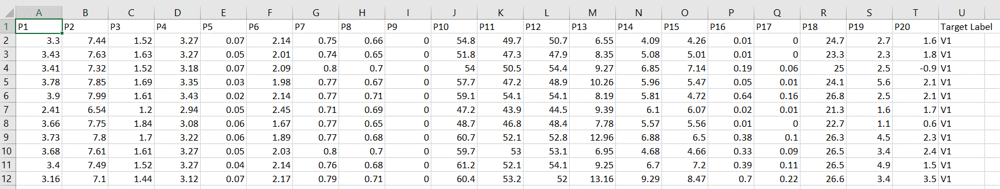 A B C D E F G H I J K L M N O P Q R S T U
1 P1 P2 P3 P4 P5 P6 P7 P8 P9 P10 P11 P12 P13 P14 P15 P16 P17 P18 P19 P20 Target Label
2 3.3 7.44 1.52 3.27 0.07 2.14 0.75 0.66 0 54.8 49.7 50.7 6.55 4.09 4.26 0.01 0 24.7 2.7 1.6 V1
3 3.43 7.63 1.63 3.27 0.05 2.01 0.74 0.65 0 51.8 47.3 47.9 8.35 5.08 5.01 0.01 0 23.3 2.3 1.8 V1
4 3.41 7.32 1.52 3.18 0.07 2.09 0.8 0.7 0 54 50.5 54.4 9.27 6.85 7.14 0.19 0.06 25 2.5 -0.9 V1
5 3.78 7.85 1.69 3.35 0.03 1.98 0.77 0.67 0 57.7 47.2 48.9 10.26 5.96 5.47 0.05 0.01 24.1 5.6 2.1 V1
6 3.9 7.99 1.61 3.43 0.02 2.14 0.77 0.71 0 59.1 54.1 54.1 8.19 5.81 4.72 0.64 0.16 26.8 2.5 2.1 V1
7 2.41 6.54 1.2 2.94 0.05 2.45 0.71 0.69 0 47.2 43.9 44.5 9.39 6.1 6.07 0.02 0.01 21.3 1.6 1.7 V1
8 3.66 7.75 1.84 3.08 0.06 1.67 0.77 0.65 0 48.7 46.8 48.4 7.78 5.57 5.56 0.01 0 22.7 1.1 0.6 V1
9 3.73 7.8 1.7 3.22 0.06 1.89 0.77 0.68 0 60.7 52.1 52.8 12.96 6.88 6.5 0.38 0.1 26.3 4.5 2.3 V1
10 3.68 7.61 1.61 3.27 0.05 2.03 0.8 0.7 0 59.7 53 53.1 6.95 4.68 4.66 0.33 0.09 26.5 3.4 2.4 V1
11 3.4 7.49 1.52 3.27 0.04 2.14 0.76 0.68 0 61.2 52.1 54.1 9.25 6.7 7.2 0.39 0.11 26.5 4.9 1.5 V1
12 3.16 7.1 1.44 3.12 0.07 2.17 0.79 0.71 0 60.4 53.2 52 13.16 9.29 8.47 0.7 0.22 26.6 3.4 3.5 V1